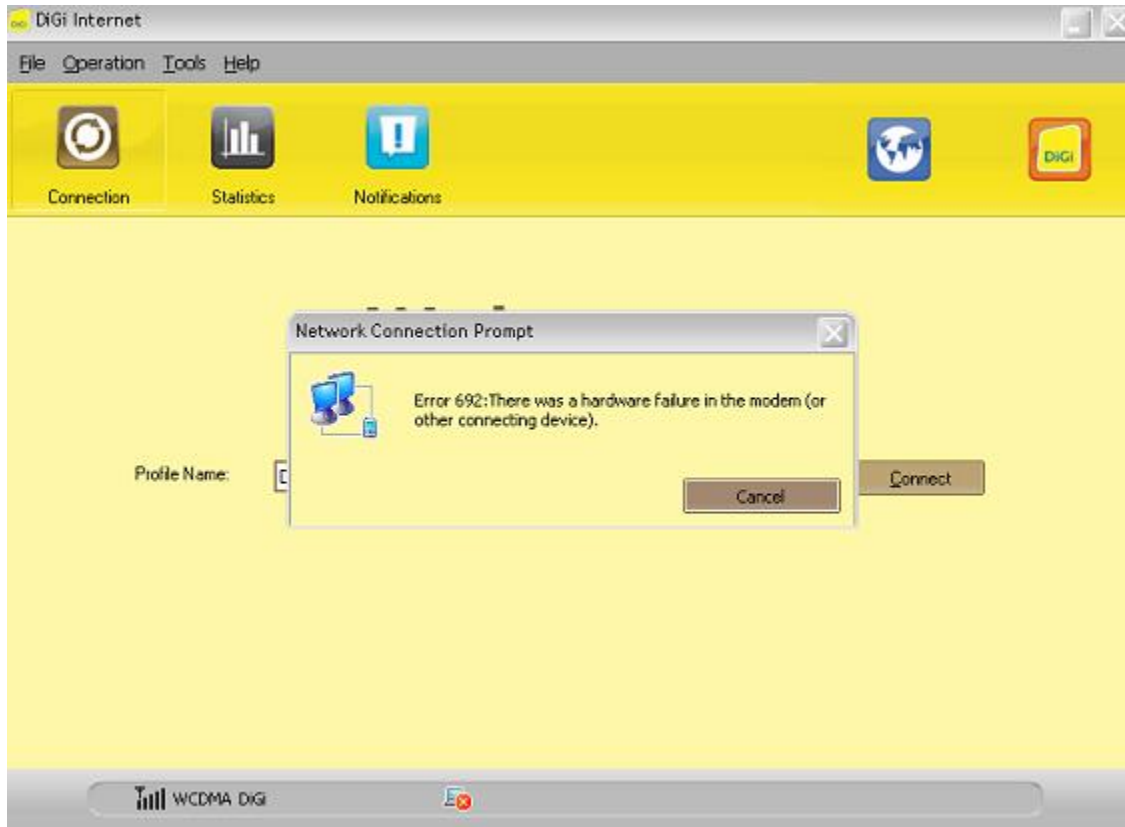 DiGi Internet
File Operation Tools Help
DiGi
Connection Statistics Notifications
Network Connection Prompt
Error 692:There was a hardware failure in the modem (or
other connecting device).
Profile Name:
Connect
Cancel
WCDMA DiGi